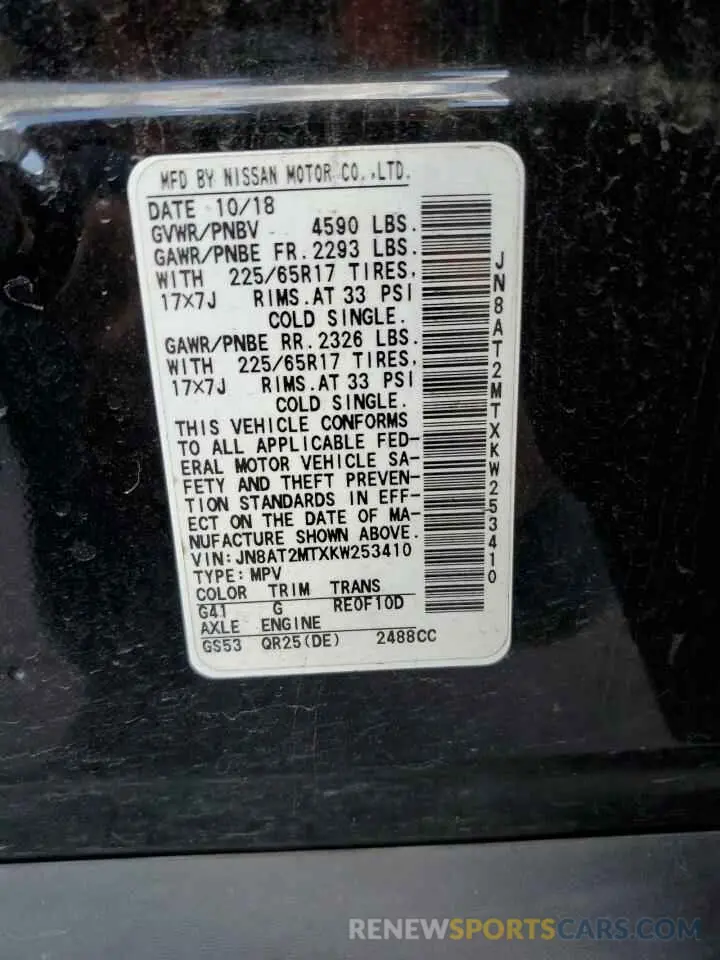 MFD BY NISSAN MOTOR CO.,LTD.
DATE 10/18
GVWR/PNBV 4590 LBS.
GAWR/PNBE FR. 2293 LBS.
WITH 225/65R17 TIRES,
17×7J RIMS.AT 33 PSI
COLD SINGLE.
GAWR/PNBE RR. 2326 LBS.
WITH 225/65R17 TIRES.
17×7J RIMS.AT 33 PSI
COLD SINGLE.
THIS VEHICLE CONFORMS
TO ALL APPLICABLE FED-
ERAL MOTOR VEHICLE SA-
FETY AND THEFT PREVEN-
TION STANDARDS IN EFF-
ECT ON THE DATE OF MA-
NUFACTURE SHOWN ABOVE.
VIN:JN8AT2MTXKW253410
TYPE:MPV
COLOR TRIM TRANS
G41 G RE0F10D
AXLE ENGINE
GS53 QR25(DE) 2488CC
JN8AT2MTXKW253410
RENEWSPORTSCARS.COM